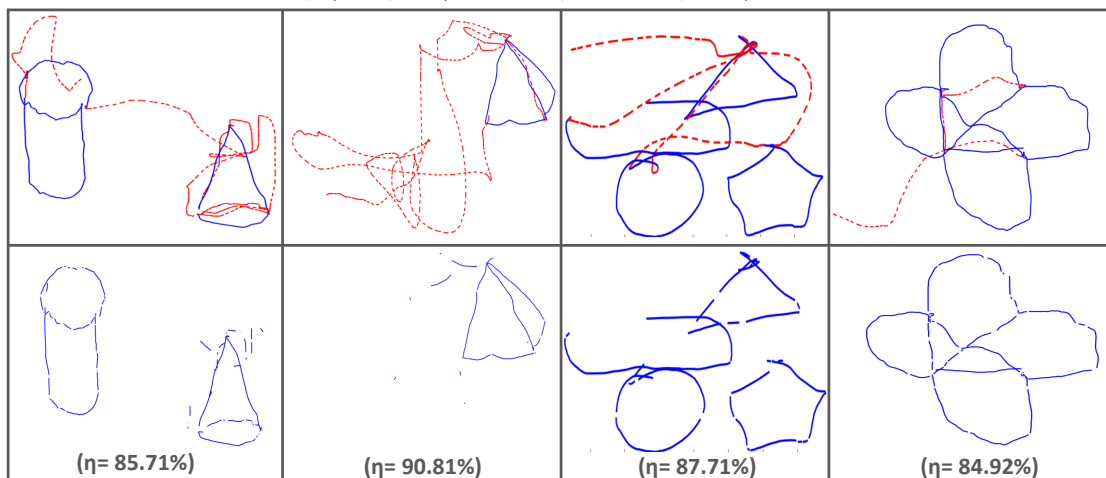 (η= 85.71%)
(η= 90.81%)
(η= 87.71%)
(η= 84.92%)